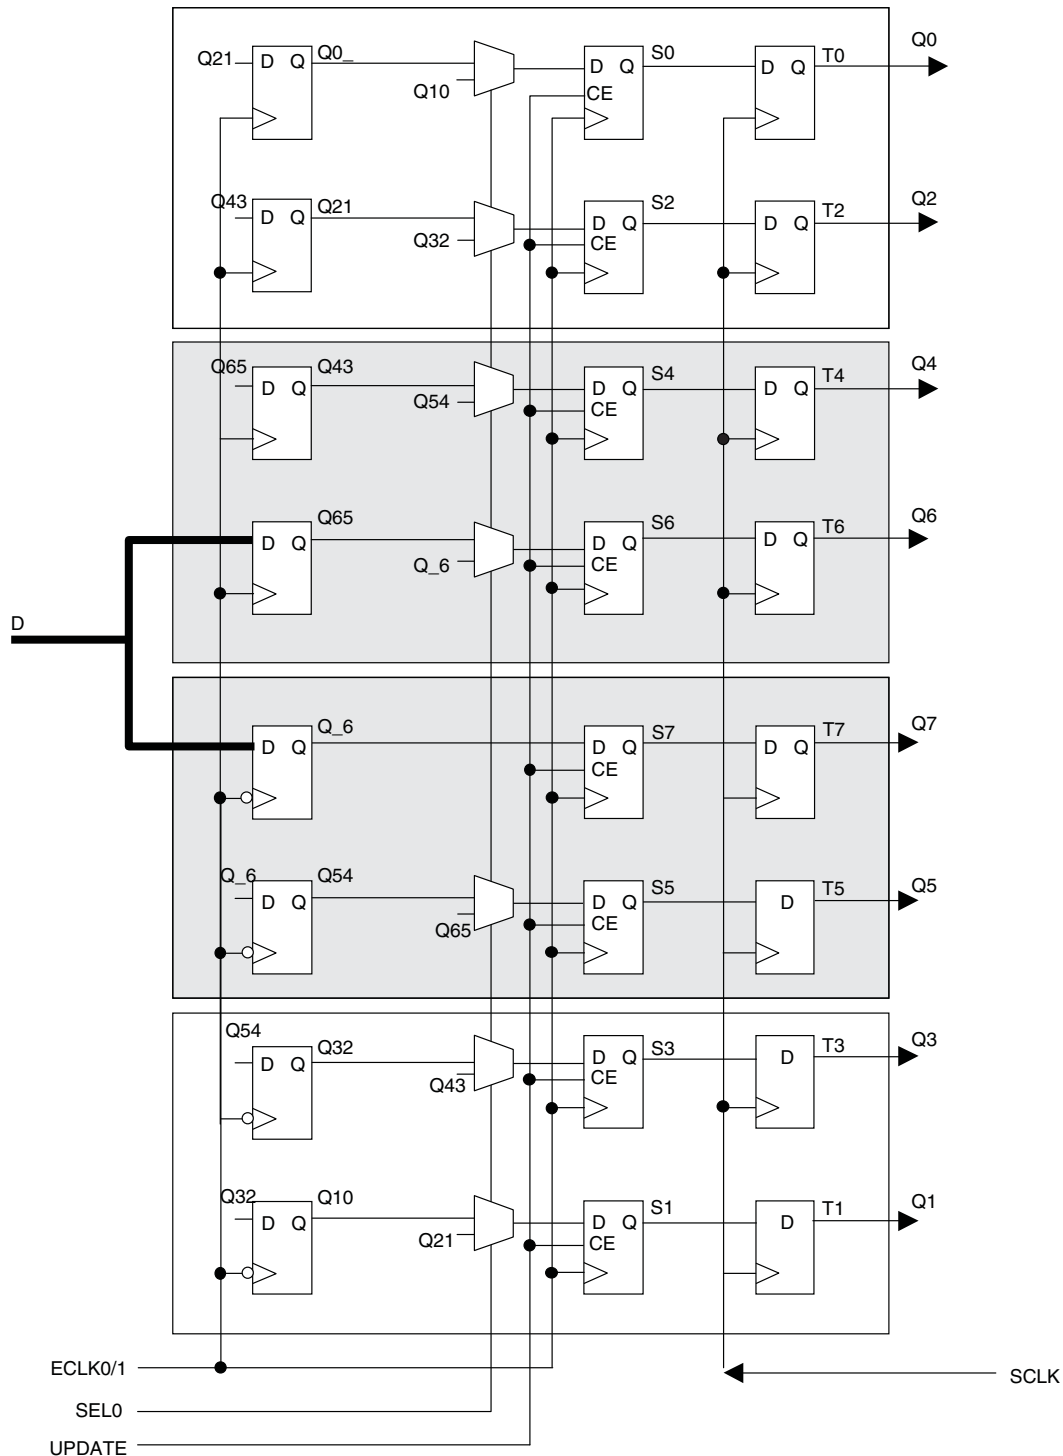 Q21 D Q Q0_ Q10 D Q CE S0 D Q T0 Q0
Q43 D Q Q21 Q32 D Q CE S2 D Q T2 Q2
Q65 D Q Q43 Q54 D Q CE S4 D Q T4 Q4
D Q Q65 Q_6 D Q CE S6 D Q T6 Q6
D
D Q Q_6 D Q CE S7 D Q T7 Q7
Q_6 D Q Q54 Q65 D Q CE S5 D T5 Q5
Q54 D Q Q32 Q43 D Q CE S3 D T3 Q3
Q32 D Q Q10 Q21 D Q CE S1 D T1 Q1
ECLK0/1
SCLK
SEL0
UPDATE